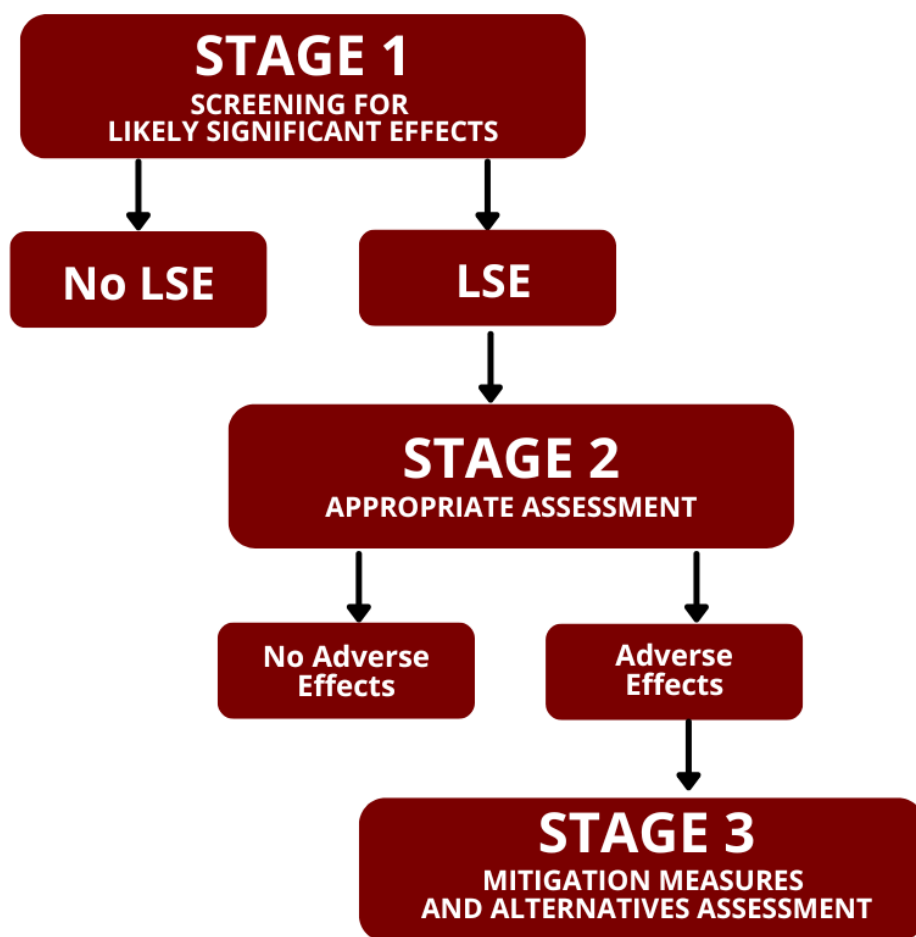 STAGE 1
SCREENING FOR
LIKELY SIGNIFICANT EFFECTS
No LSE
LSE
STAGE 2
APPROPRIATE ASSESSMENT
No Adverse
Effects
Adverse
Effects
STAGE 3
MITIGATION MEASURES
AND ALTERNATIVES ASSESSMENT